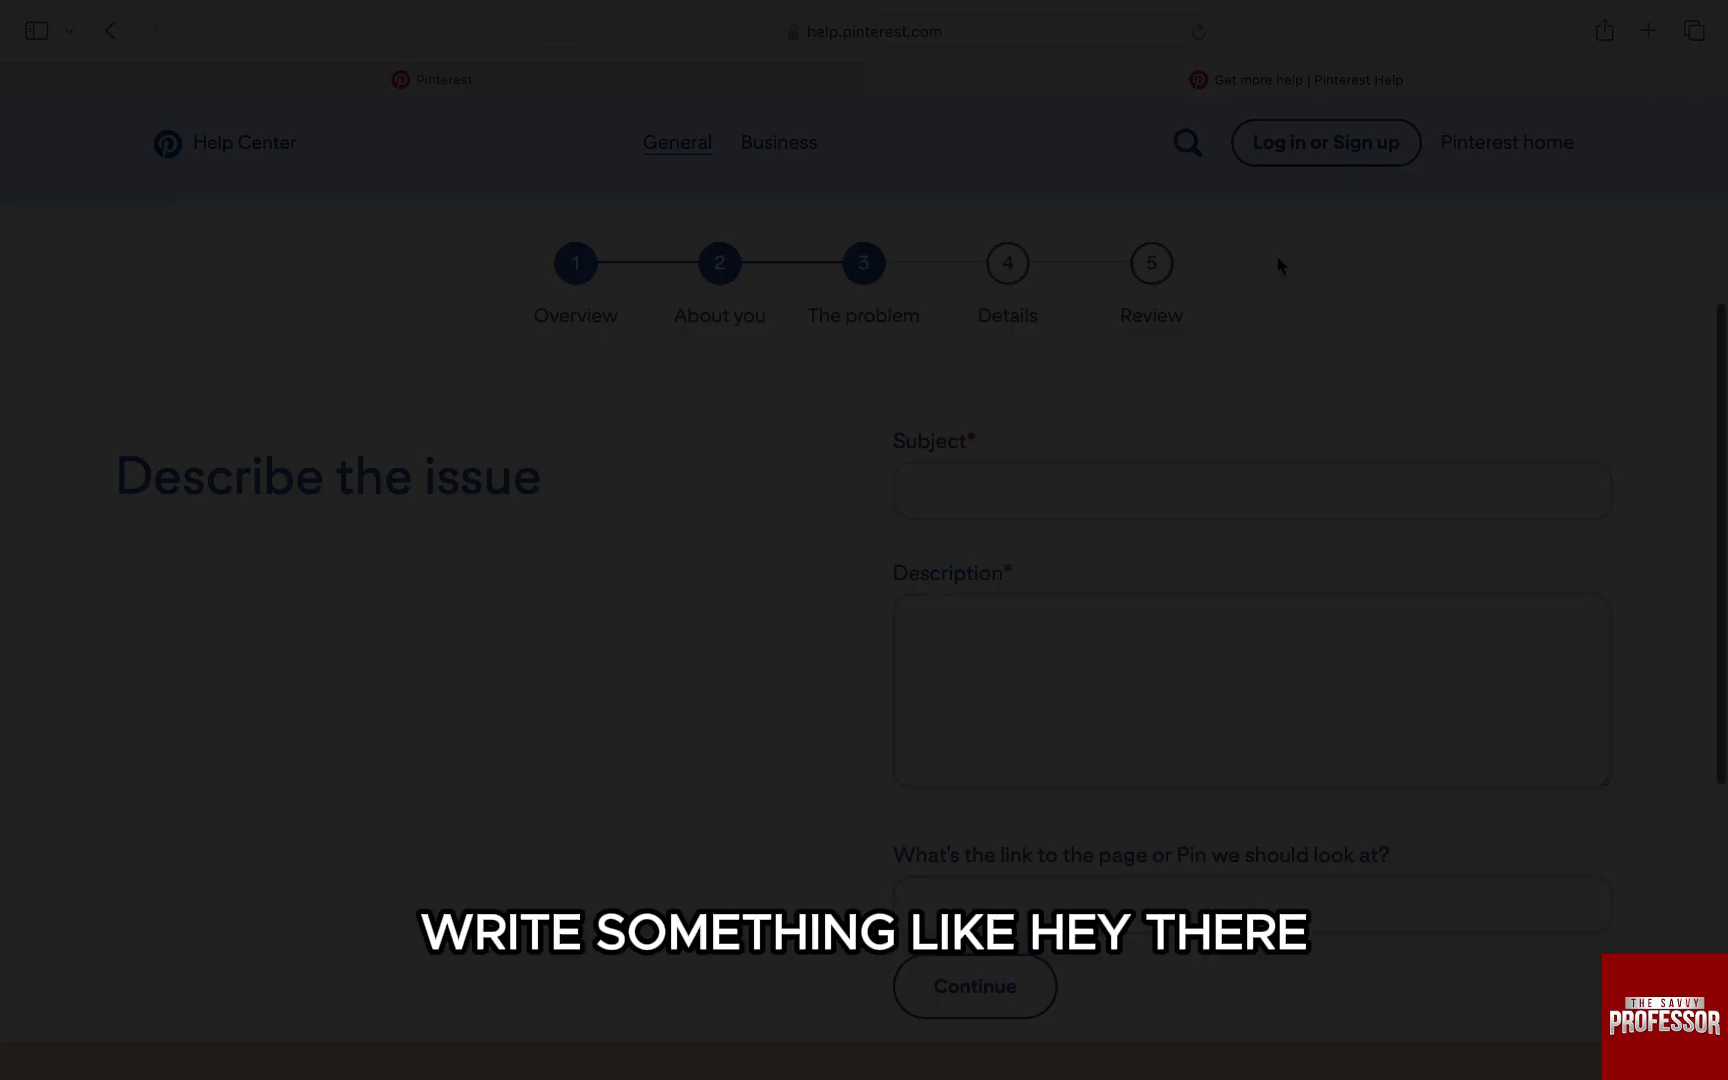 help.pinterest.com
Pinterest
Get more help | Pinterest Help
Help Center
General
Business
Log in or Sign up
Pinterest home
1
2
3
4
5
Overview
About you
The problem
Details
Review
Describe the issue
Subject*
Description*
What's the link to the page or Pin we should look at?
WRITE SOMETHING LIKE HEY THERE
Continue
THE SAVVY
PROFESSOR